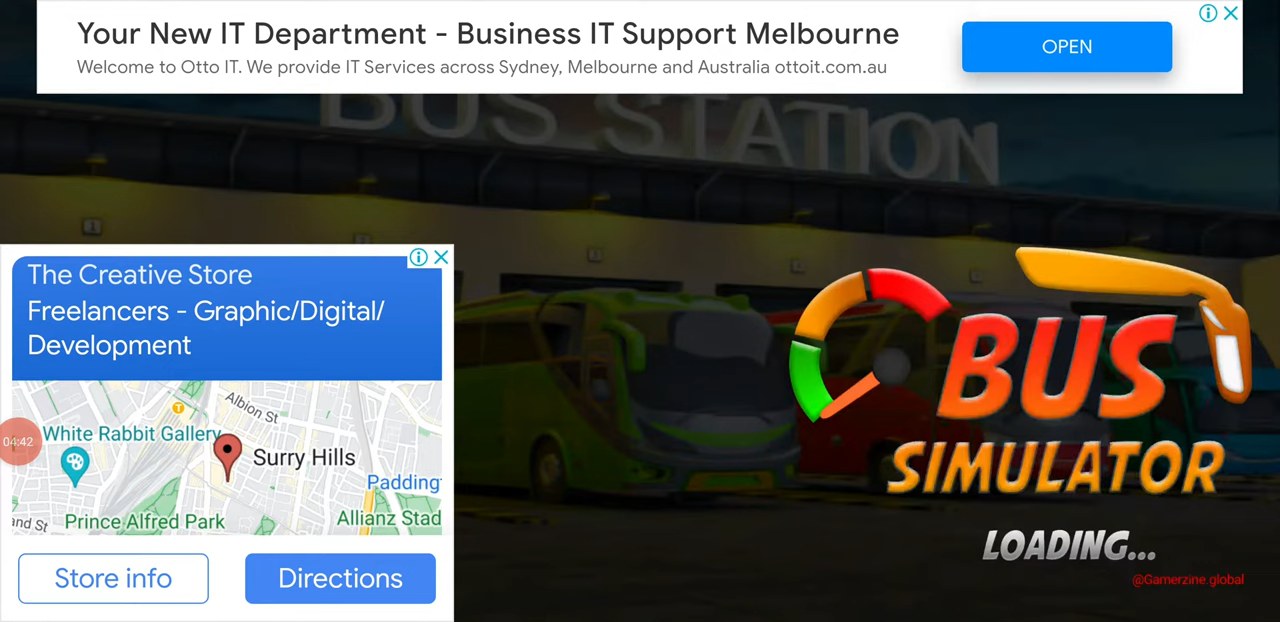 Your New IT Department - Business IT Support Melbourne
Welcome to Otto IT. We provide IT Services across Sydney, Melbourne and Australia ottoit.com.au
OPEN
BUS STATION
1
The Creative Store
Freelancers - Graphic/Digital/
Development
Albion St
White Rabbit Gallery
Surry Hills
Padding
Prince Alfred Park
Allianz Stad
and St
04:42
Store info
Directions
BUS
SIMULATOR
LOADING...
@Gamerzine.global